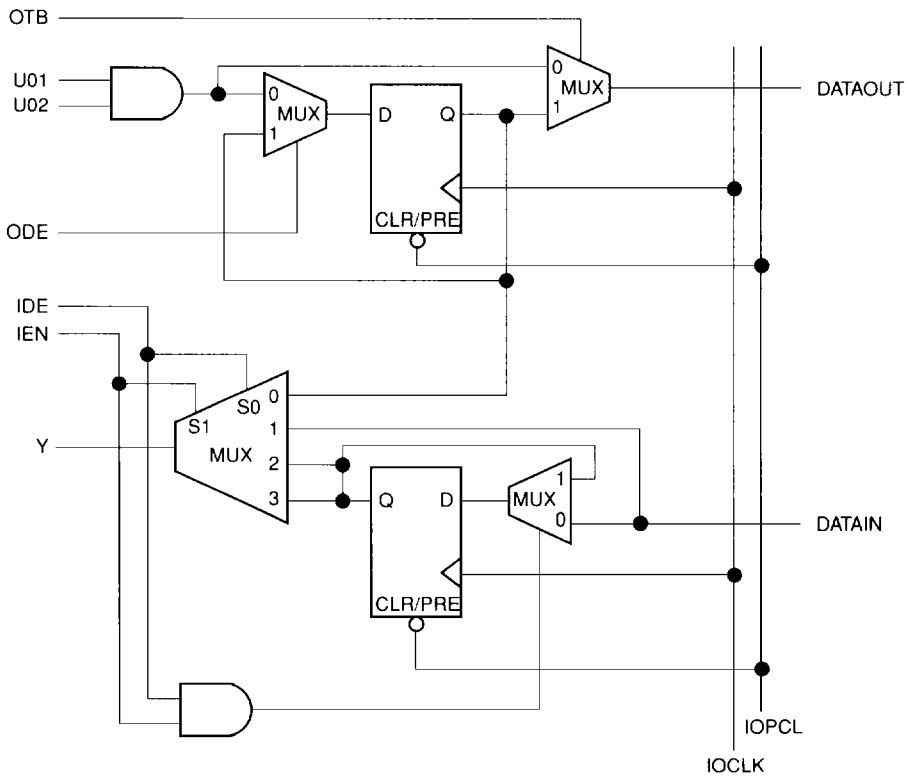 OTB
U01
U02
0
MUX
1
D
Q
CLR/PRE
0
MUX
1
DATAOUT
ODE
IDE
IEN
S1
S0
MUX
0
1
2
3
Y
Q
D
CLR/PRE
MUX
1
0
DATAIN
IOPCL
IOCLK